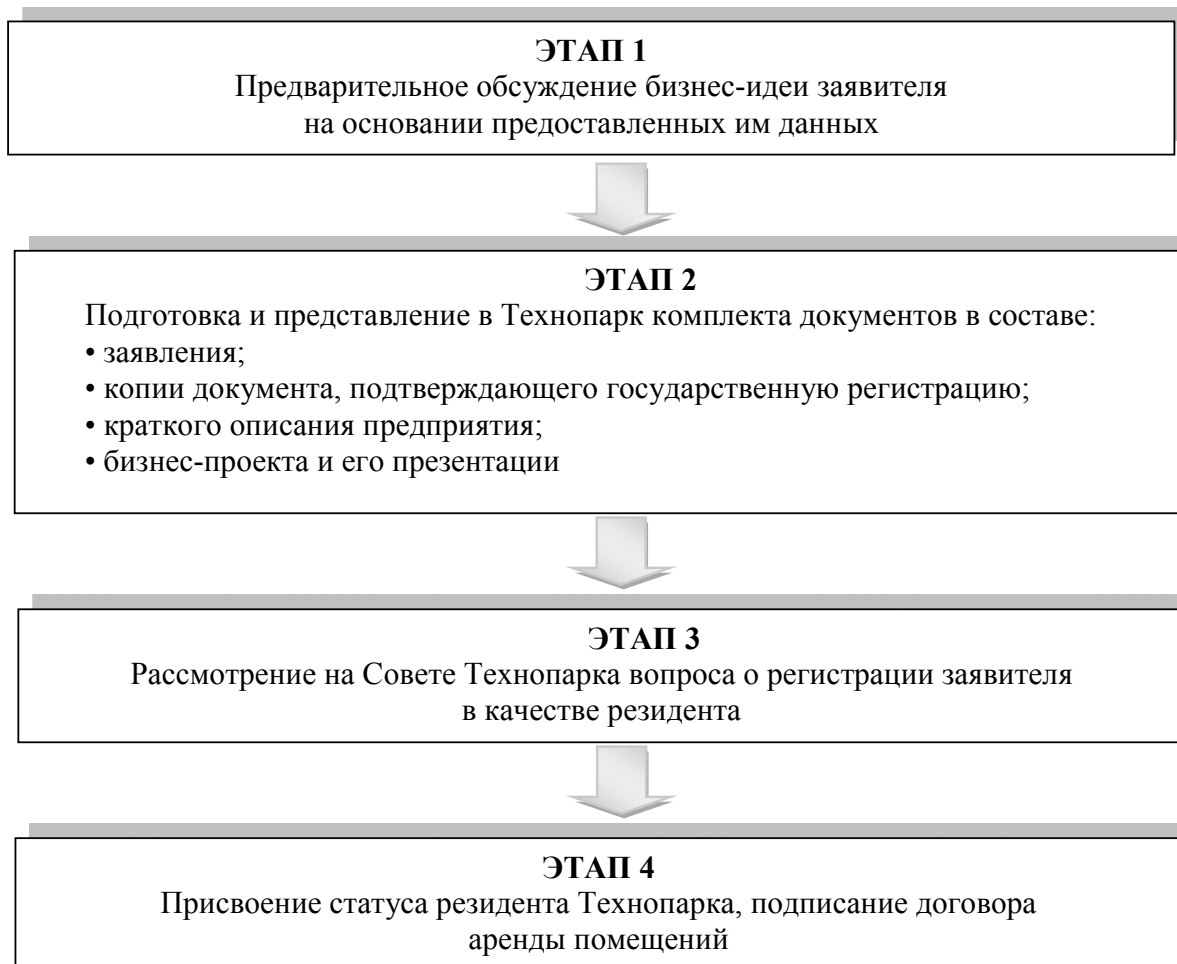 ЭТАП 1
Предварительное обсуждение бизнес-идеи заявителя
на основании предоставленных им данных
ЭТАП 2
Подготовка и представление в Технопарк комплекта документов в составе:
• заявления;
• копии документа, подтверждающего государственную регистрацию;
• краткого описания предприятия;
• бизнес-проекта и его презентации
ЭТАП 3
Рассмотрение на Совете Технопарка вопроса о регистрации заявителя
в качестве резидента
ЭТАП 4
Присвоение статуса резидента Технопарка, подписание договора
аренды помещений